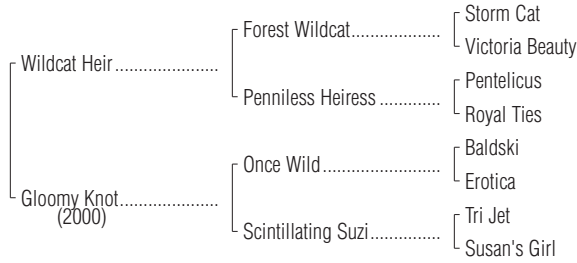 Storm Cat
Forest Wildcat....................
Victoria Beauty
Wildcat Heir.......................
Pentelicus
Penniless Heiress..............
Royal Ties
Baldski
Once Wild..........................
Erotica
Gloomy Knot.....................
(2000)
Tri Jet
Scintillating Suzi................
Susan's Girl